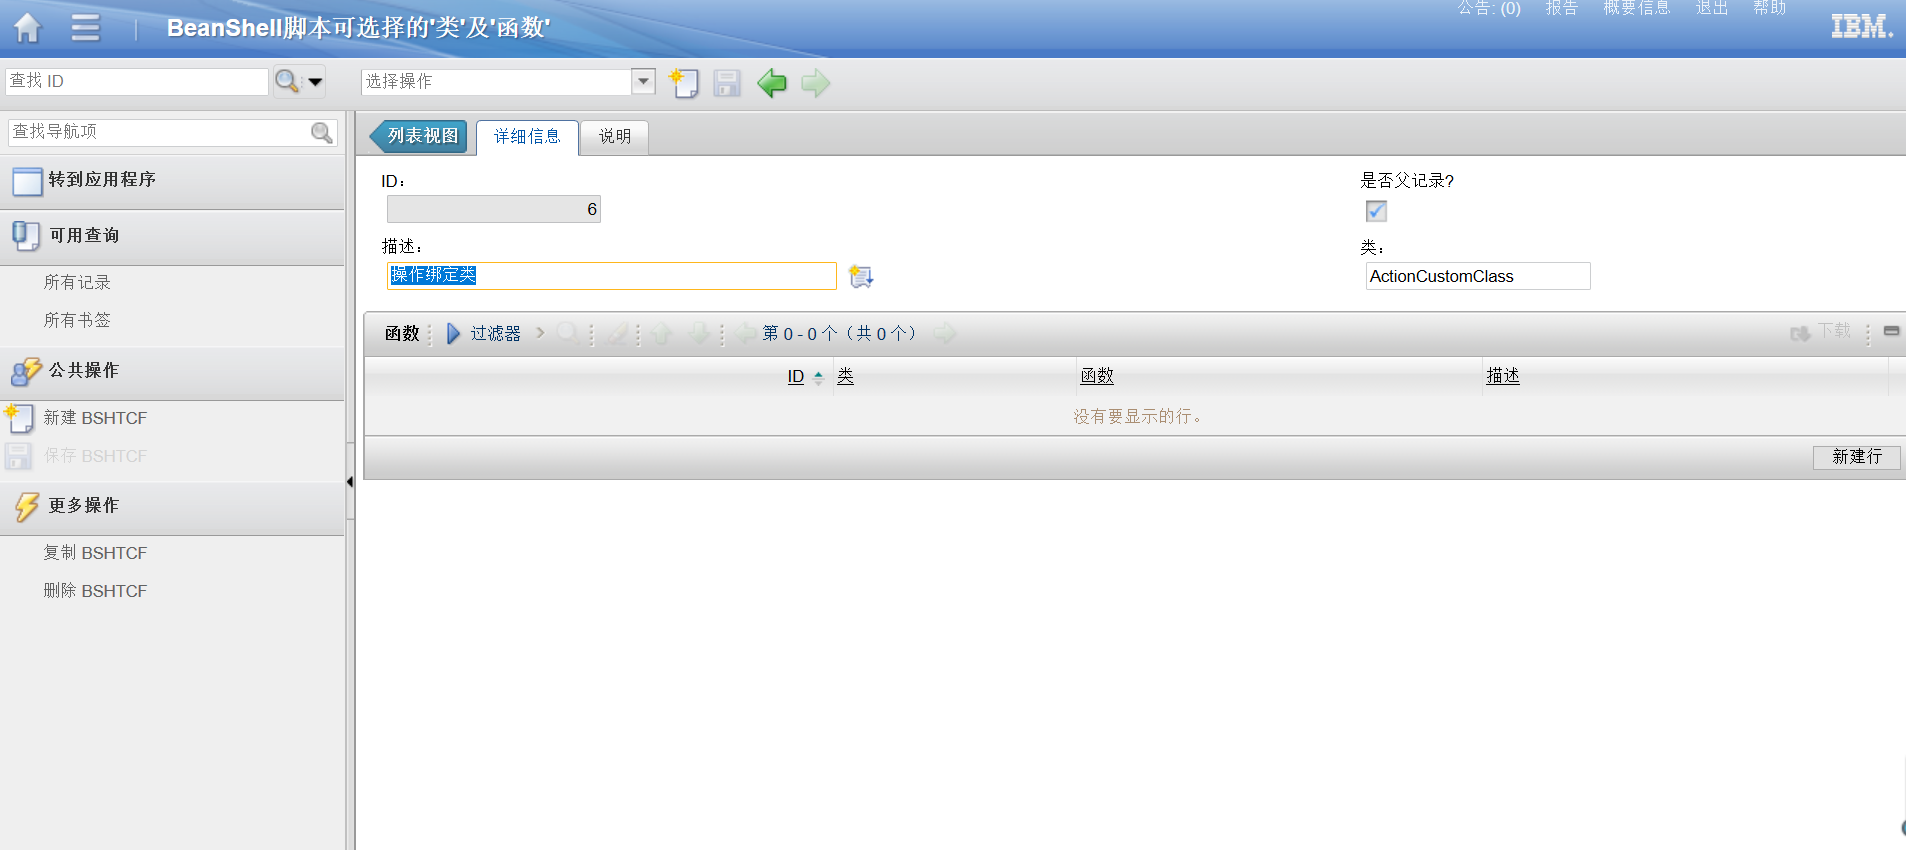 BeanShell脚本可选择的'类'及'函数'
公告: (0) 报告 概要信息 退出 帮助
IBM.
查找 ID
选择操作
查找导航项
转到应用程序
可用查询
所有记录
所有书签
公共操作
新建 BSHTCF
保存 BSHTCF
更多操作
复制 BSHTCF
删除 BSHTCF
列表视图 详细信息 说明
ID：
6
是否父记录?
描述：
操作绑定类
类：
ActionCustomClass
函数 过滤器 第 0 - 0 个（共 0 个） 下载
ID 类 函数 描述
没有要显示的行。
新建行